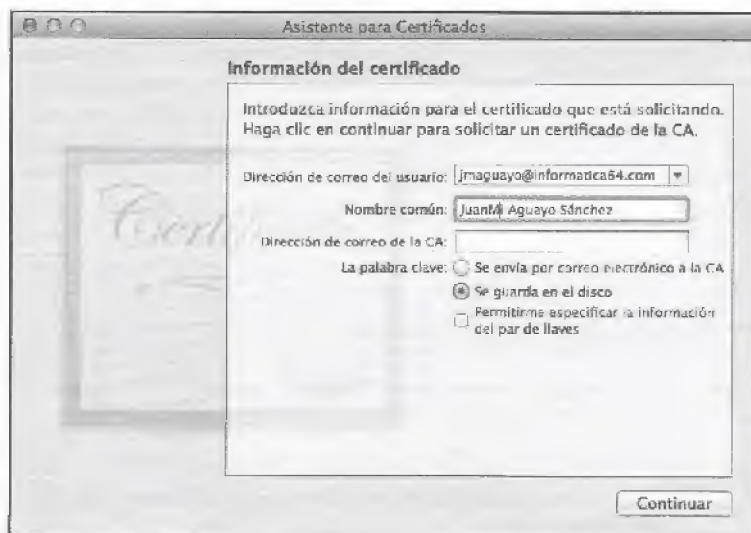 Asistente para Certificados
Información del certificado
Introduzca información para el certificado que está solicitando.
Haga clic en continuar para solicitar un certificado de la CA.
Dirección de correo del usuario: jmaguayo@informatica64.com
Nombre común: JuanMi Aguayo Sánchez
Dirección de correo de la CA:
La palabra clave: Se envía por correo electrónico a la CA
Se guarda en el disco
Permitirme especificar la información
del par de llaves
Continuar